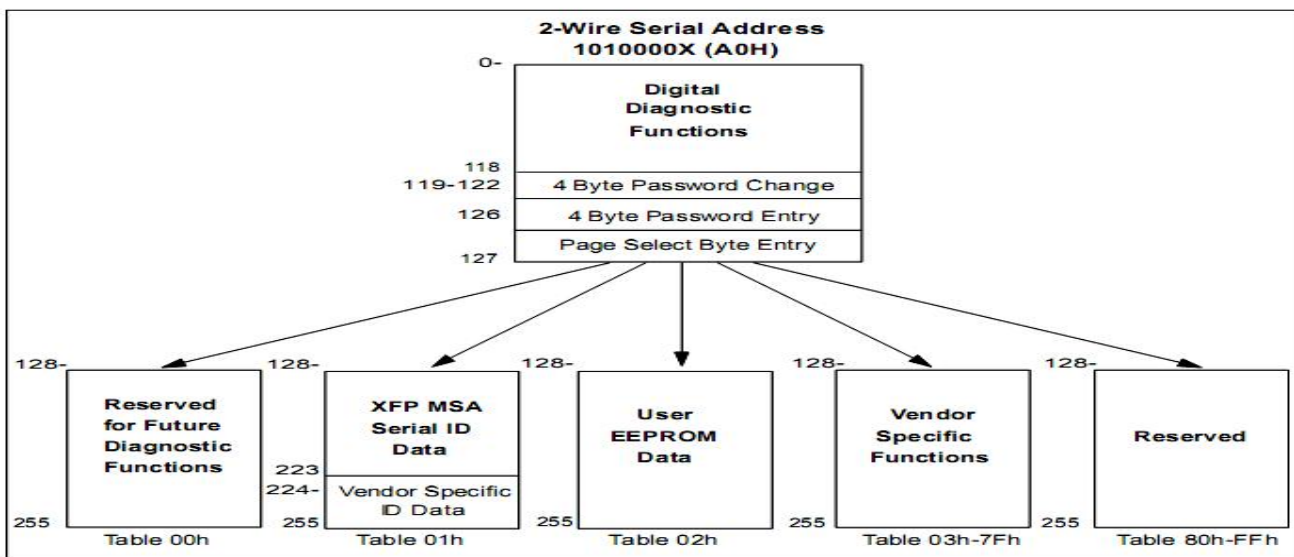 2-Wire Serial Address
1010000X (A0H)
0-
Digital
Diagnostic
Functions
118
119-122
4 Byte Password Change
126
4 Byte Password Entry
Page Select Byte Entry
127
128-
Reserved
for Future
Diagnostic
Functions
255
Table 00h
128-
XFP MSA
Serial ID
Data
223
224-
Vendor Specific
ID Data
255
Table 01h
128-
User
EEPROM
Data
255
Table 02h
128-
Vendor
Specific
Functions
255
Table 03h-7Fh
128-
Reserved
255
Table 80h-FFh